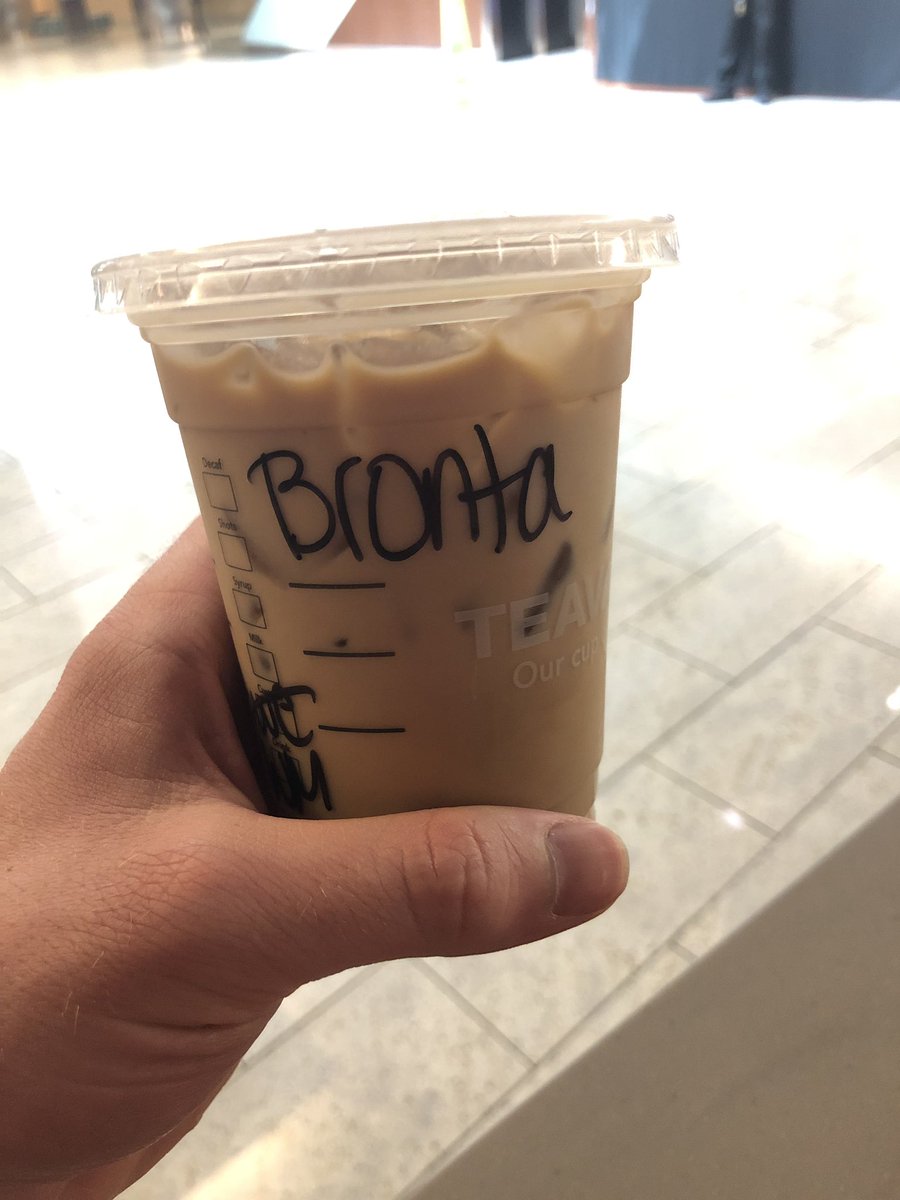 Bronta
Decaf
Shots
Syrup
Milk
TEAV
Our cup